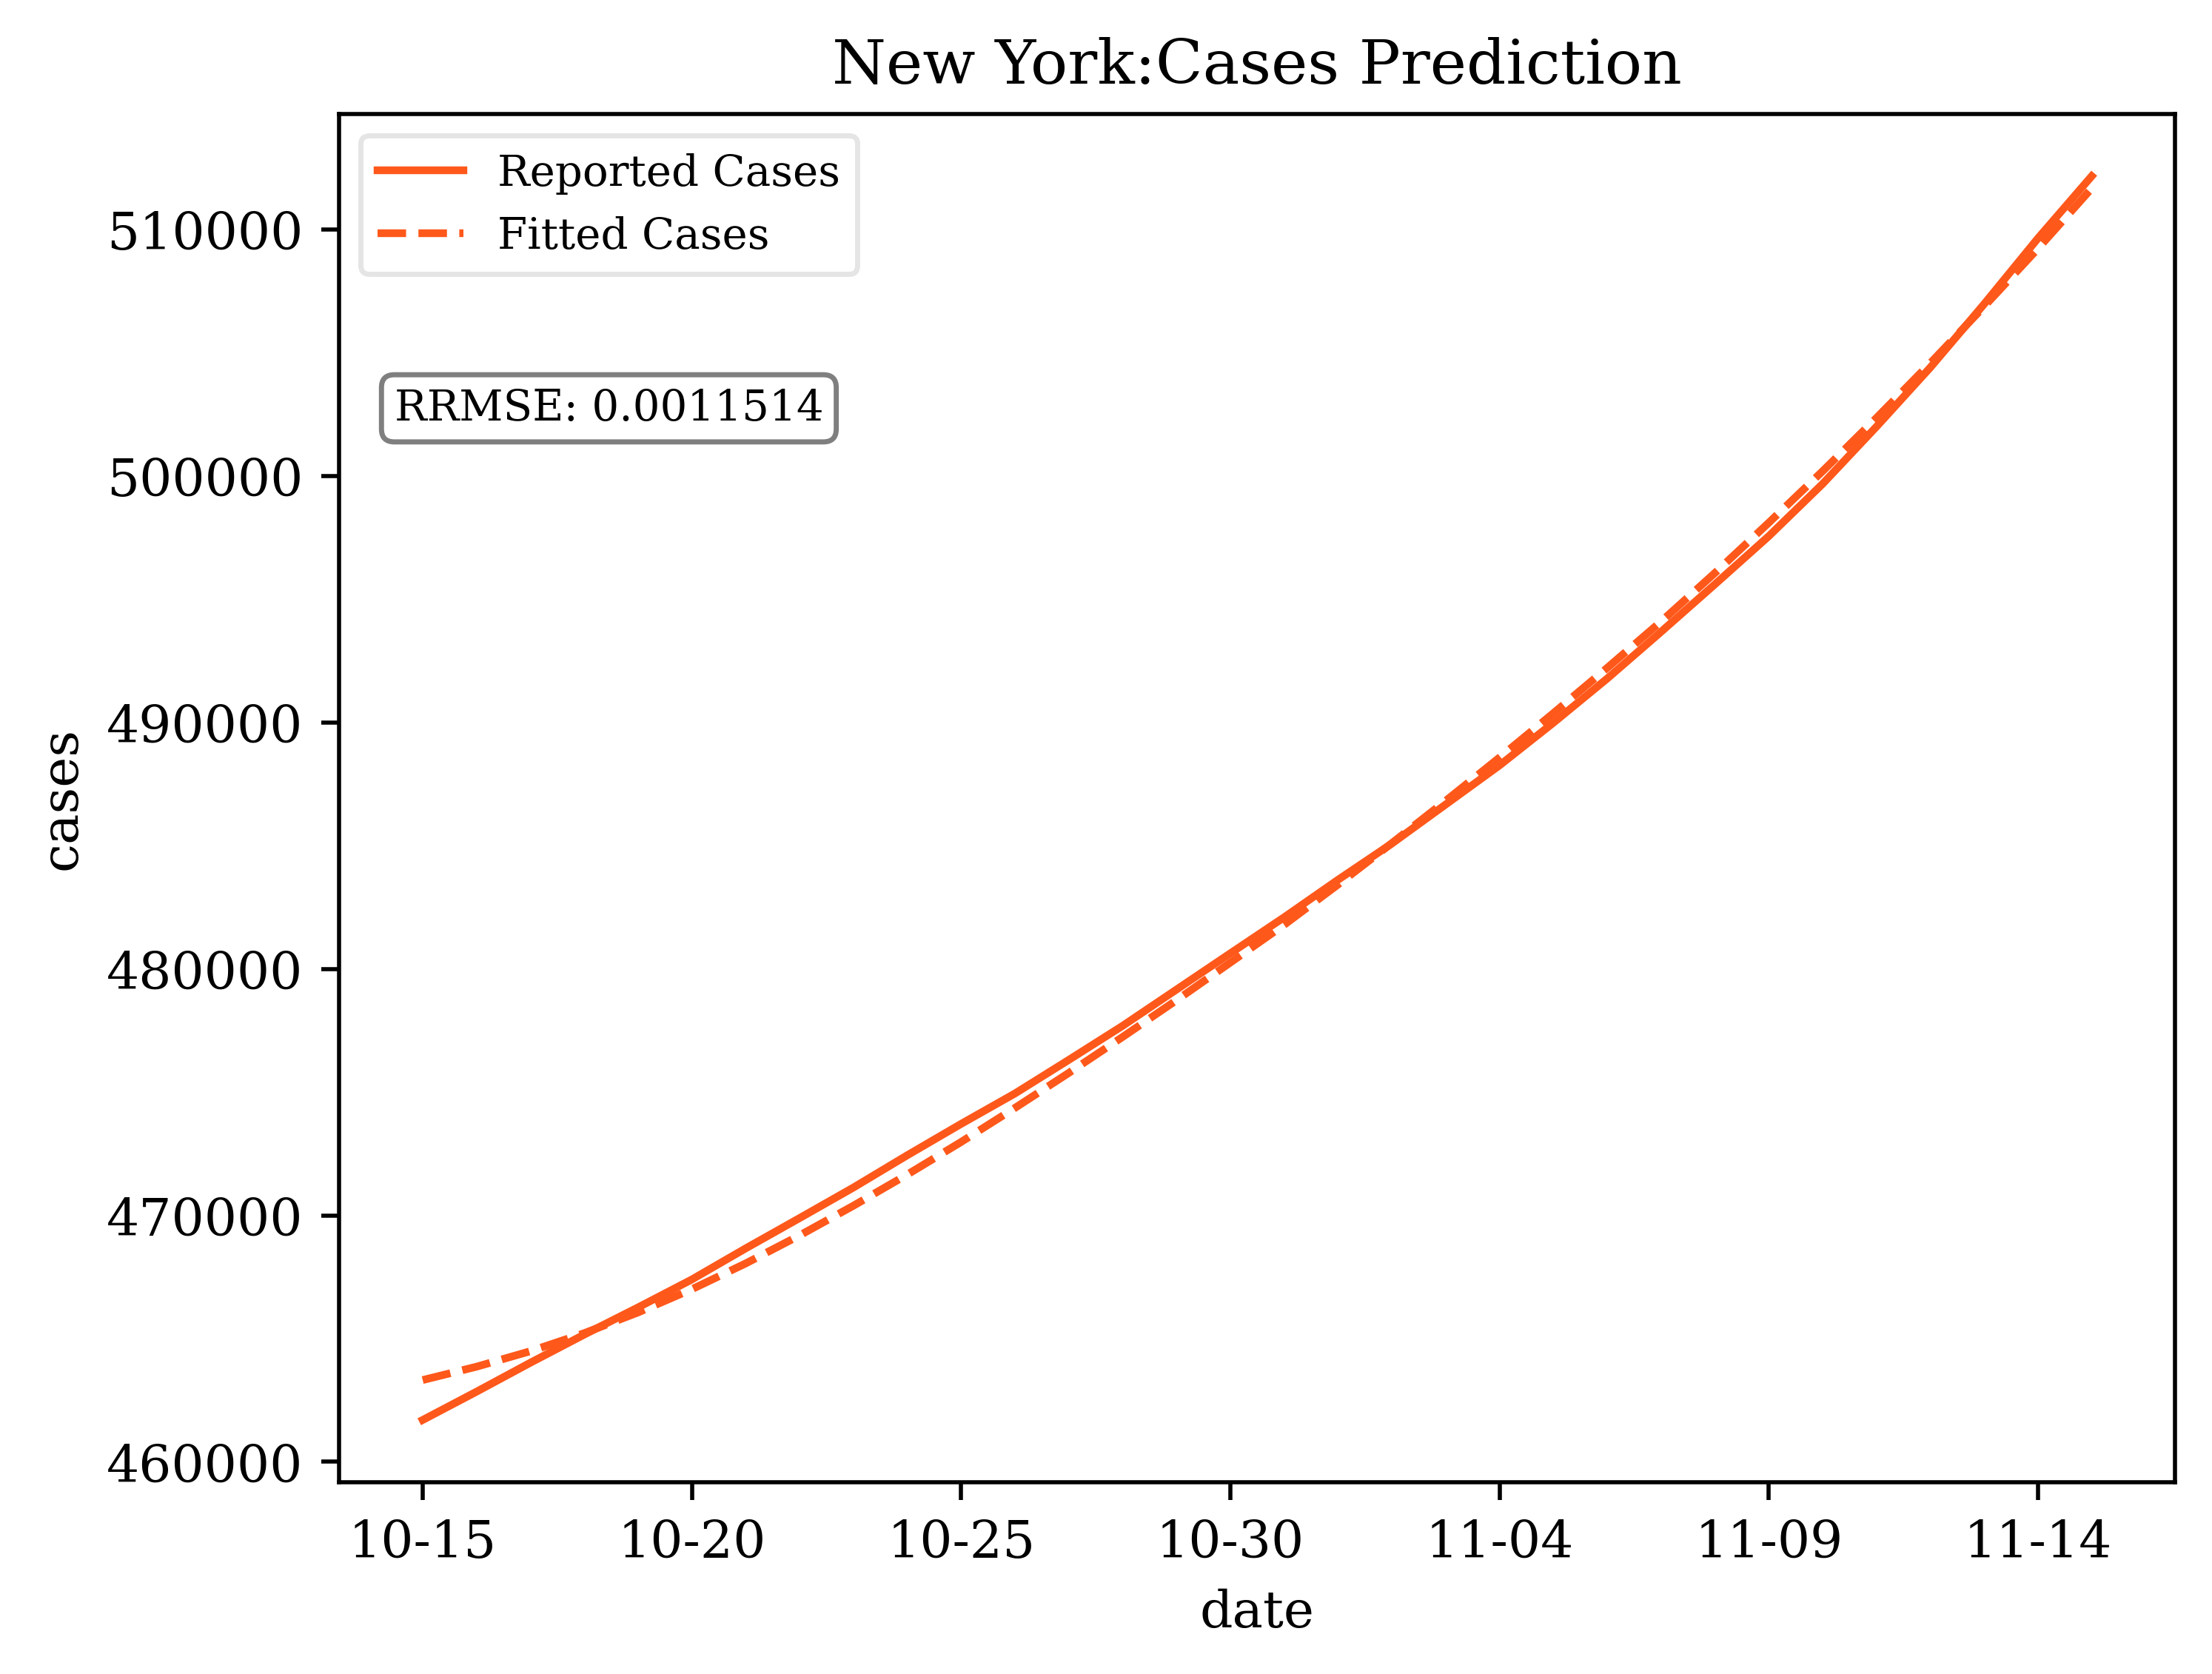 New York:Cases Prediction
Reported Cases
Fitted Cases
RRMSE: 0.0011514
510000
500000
490000
480000
470000
460000
cases
10-15 10-20 10-25 10-30 11-04 11-09 11-14
date